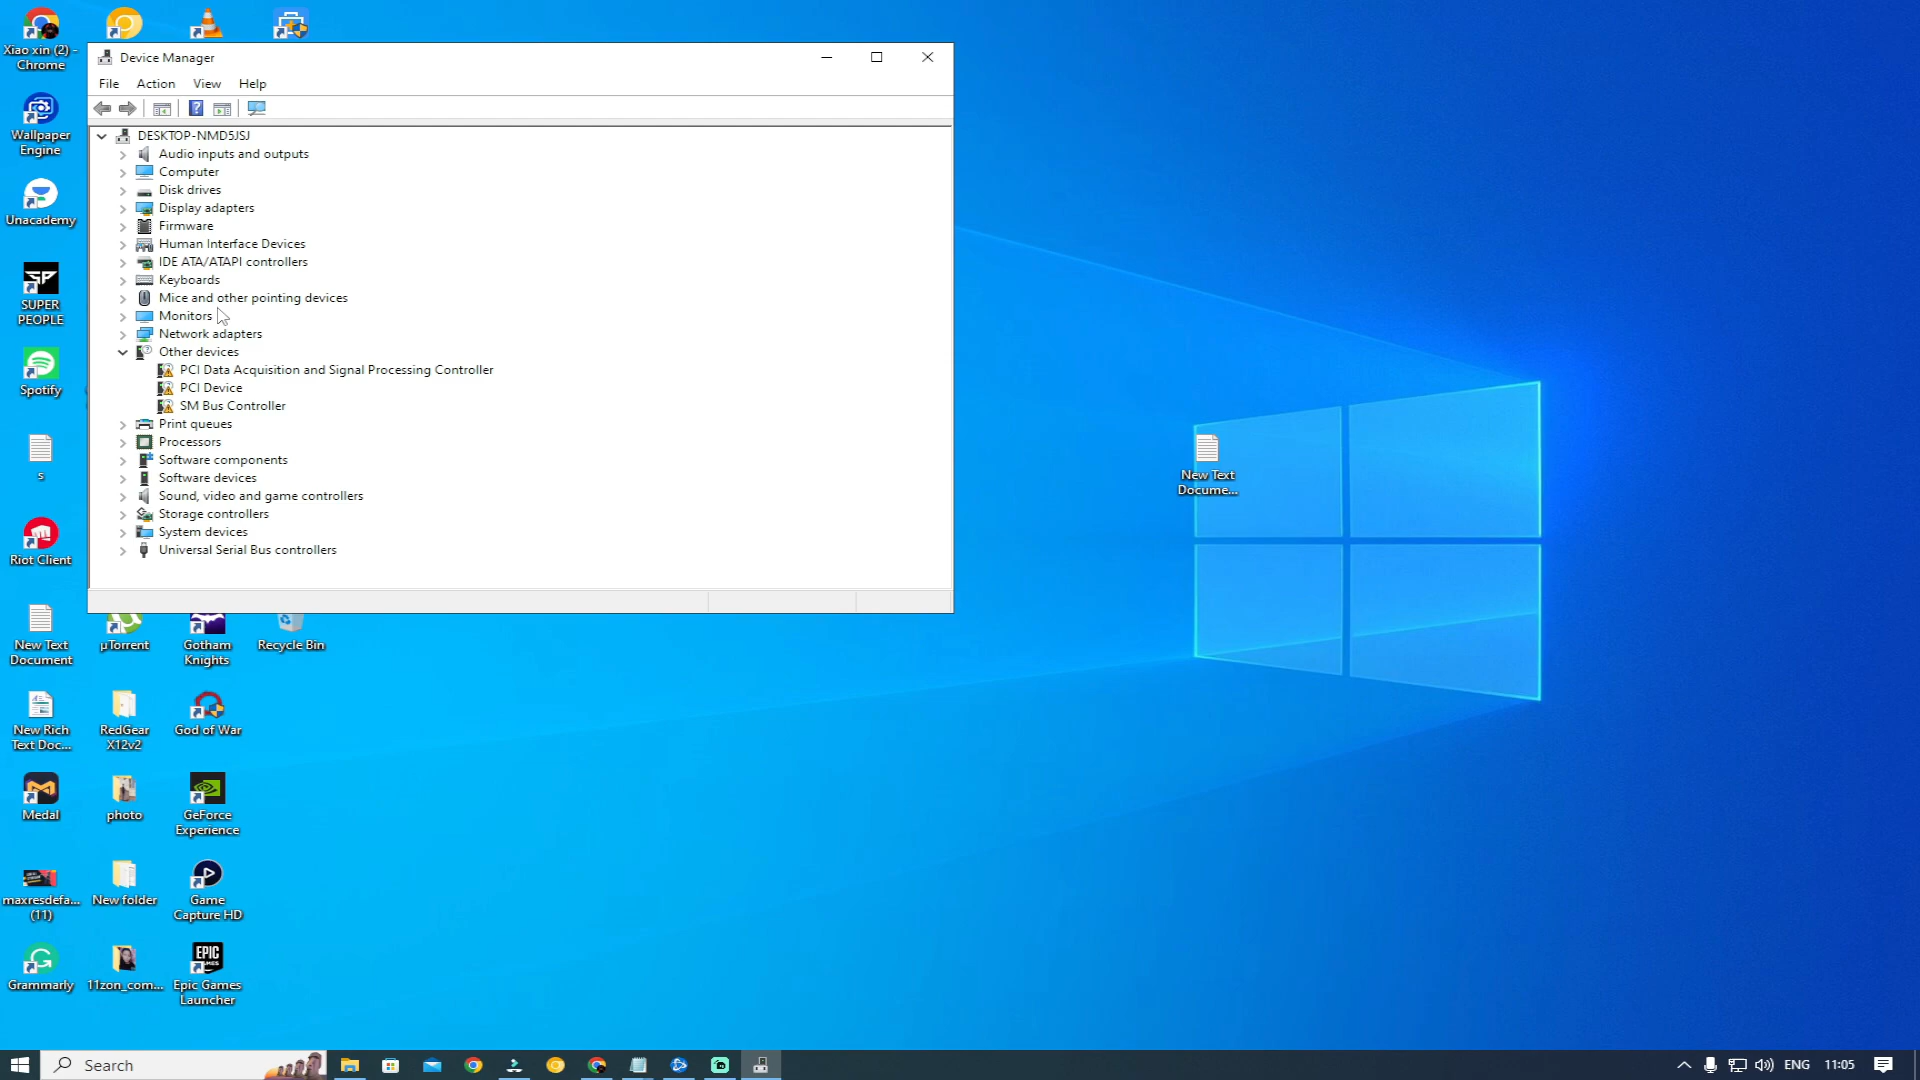 Xiao xin (2) -
Chrome
Wallpaper
Engine
Unacademy
SUPER
PEOPLE
Spotify
s
Riot Client
New Text
Document
New Rich
Text Doc...
Medal
maxresdefa...
(11)
Grammarly
µTorrent
RedGear
X12v2
photo
New folder
11zon_com...
Gotham
Knights
God of War
GeForce
Experience
Game
Capture HD
EPIC
GAMES
Epic Games
Launcher
Recycle Bin
Device Manager
File Action View Help
DESKTOP-NMD5JSJ
Audio inputs and outputs
Computer
Disk drives
Display adapters
Firmware
Human Interface Devices
IDE ATA/ATAPI controllers
Keyboards
Mice and other pointing devices
Monitors
Network adapters
Other devices
PCI Data Acquisition and Signal Processing Controller
PCI Device
SM Bus Controller
Print queues
Processors
Software components
Software devices
Sound, video and game controllers
Storage controllers
System devices
Universal Serial Bus controllers
New Text
Docume...
Search
ENG 11:05